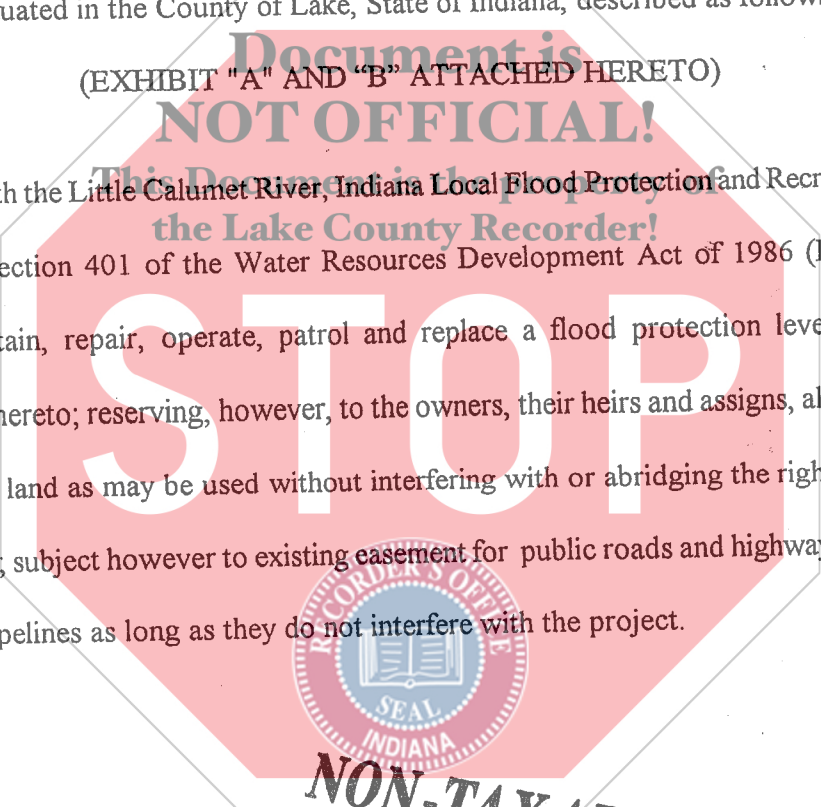 uated in the County of Lake, State of Indiana, described as follow
Document is
(EXHIBIT "A" AND “B” ATTACHED HERETO)
NOT OFFICIAL!
This Document is the property of
th the Little Calumet River, Indiana Local Flood Protection and Recr
the Lake County Recorder!
ection 401 of the Water Resources Development Act of 1986 (
tain, repair, operate, patrol and replace a flood protection leve
hereto; reserving, however, to the owners, their heirs and assigns, al
STOP
land as may be used without interfering with or abridging the righ
; subject however to existing easement for public roads and highway
pelines as long as they do not interfere with the project.
RECORDER'S OFFICE
SEAL
INDIANA
NON-TAX